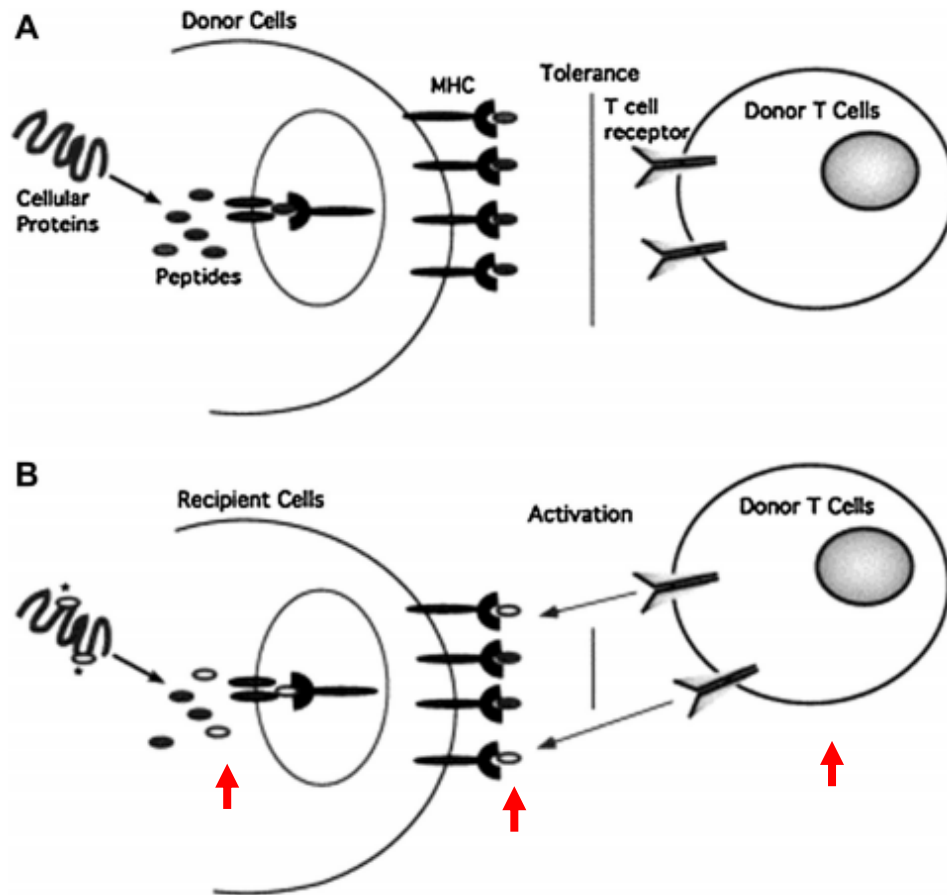 A
Donor Cells
MHC
Tolerance
T cell
receptor
Donor T Cells
Cellular
Proteins
Peptides
B
Recipient Cells
Activation
Donor T Cells
*
*